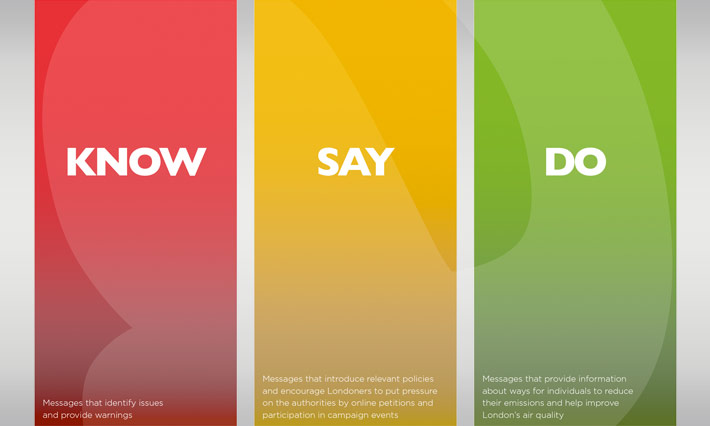 KNOW
Messages that identify issues
and provide warnings
SAY
Messages that introduce relevant policies
and encourage Londoners to put pressure
on the authorities by online petitions and
participation in campaign events
DO
Messages that provide information
about ways for individuals to reduce
their emissions and help improve
London's air quality